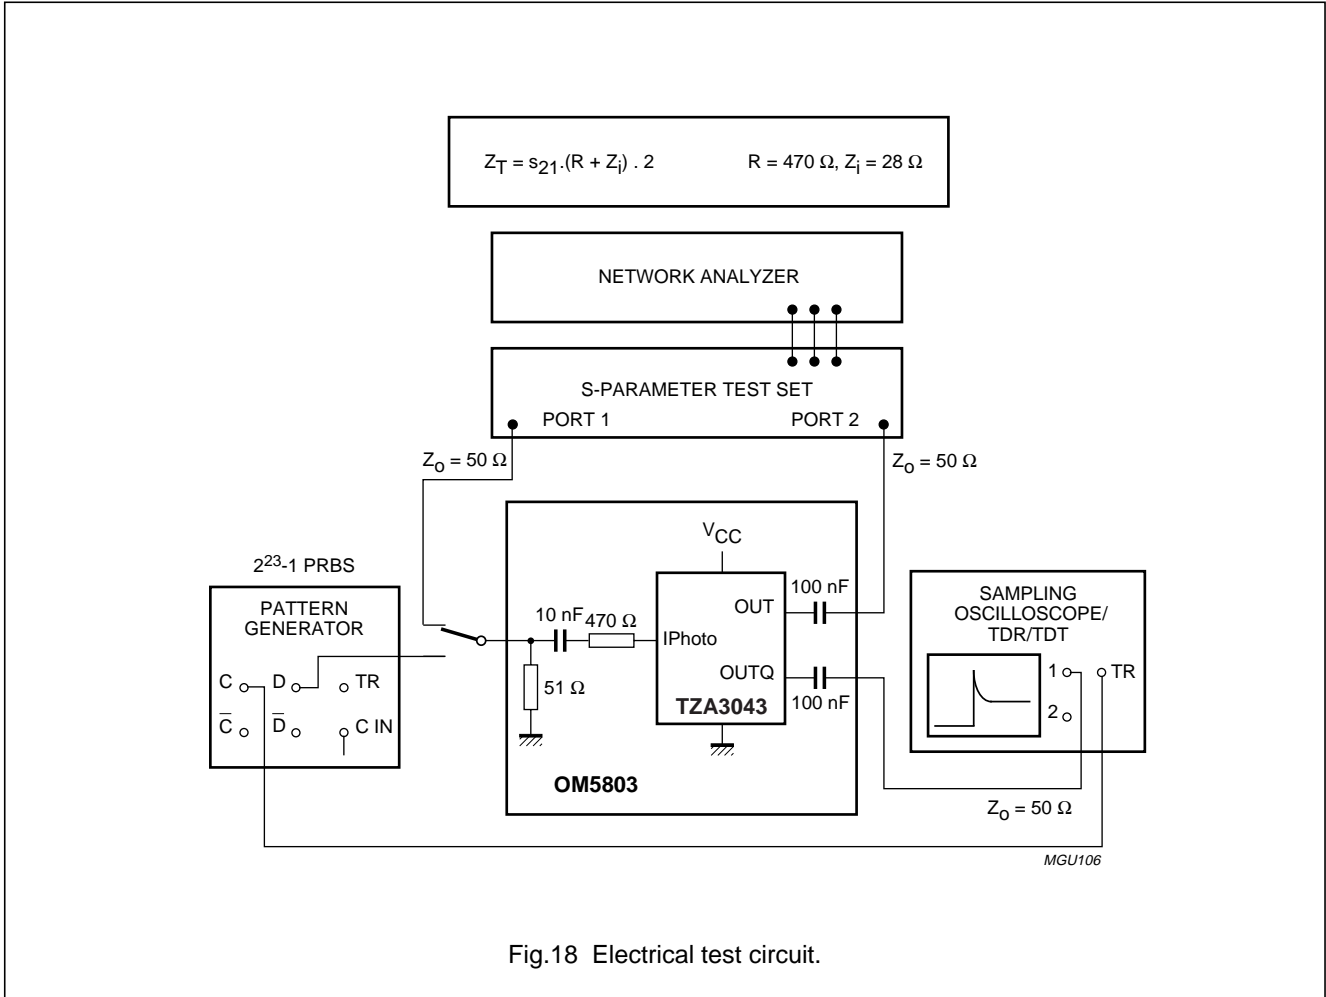 Z_T = s_21.(R + Z_i) . 2    R = 470 Ω, Z_i = 28 Ω
NETWORK ANALYZER
S-PARAMETER TEST SET
PORT 1    PORT 2
Z_o = 50 Ω    Z_o = 50 Ω
2^23-1 PRBS
PATTERN
GENERATOR
C    D    TR
C̅    D̅    C IN
V_CC
10 nF
470 Ω
51 Ω
IPhoto
OUT
OUTQ
TZA3043
100 nF
100 nF
OM5803
SAMPLING
OSCILLOSCOPE/
TDR/TDT
1    TR
2
Z_o = 50 Ω
MGU106
Fig.18 Electrical test circuit.